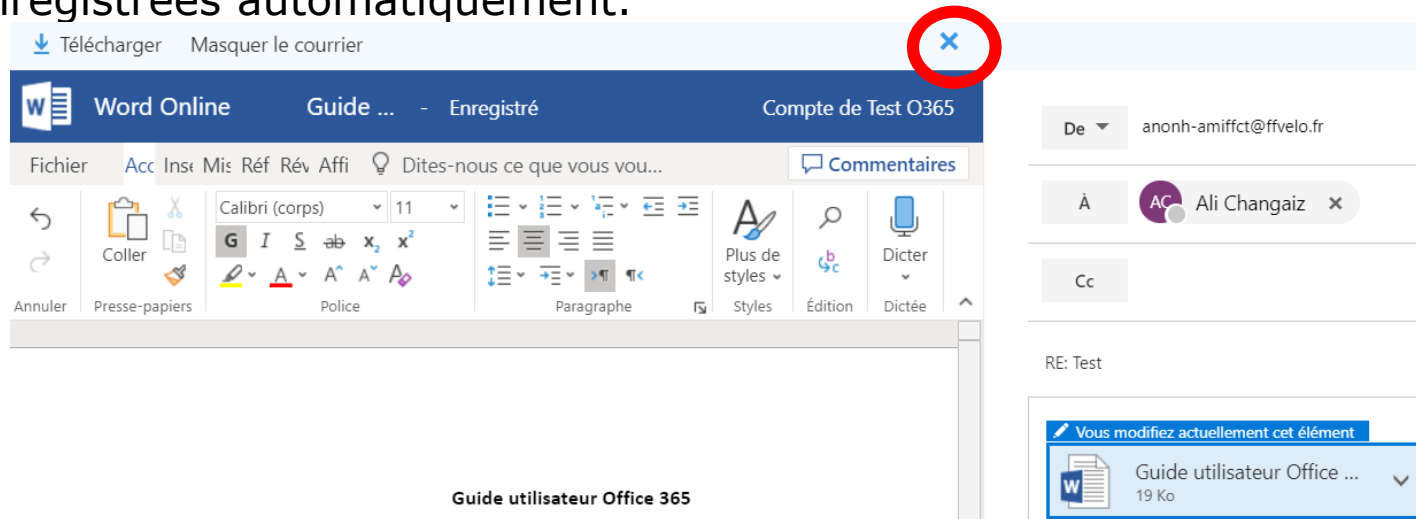 nregistrées automatiquement.
Télécharger Masquer le courrier
Word Online Guide ... - Enregistré Compte de Test O365
Fichier Acc Inse Mis Réf Rév Affi Dites-nous ce que vous vou... Commentaires
Calibri (corps) 11
Coller
G I S ab x₂ x²
A A^ A˅ A
Plus de styles
Dicter
Annuler Presse-papiers Police Paragraphe Styles Édition Dictée
Guide utilisateur Office 365
De anonh-amiffct@ffvelo.fr
À AC Ali Changaiz ×
Cc
RE: Test
Vous modifiez actuellement cet élément
Guide utilisateur Office ...
19 Ko